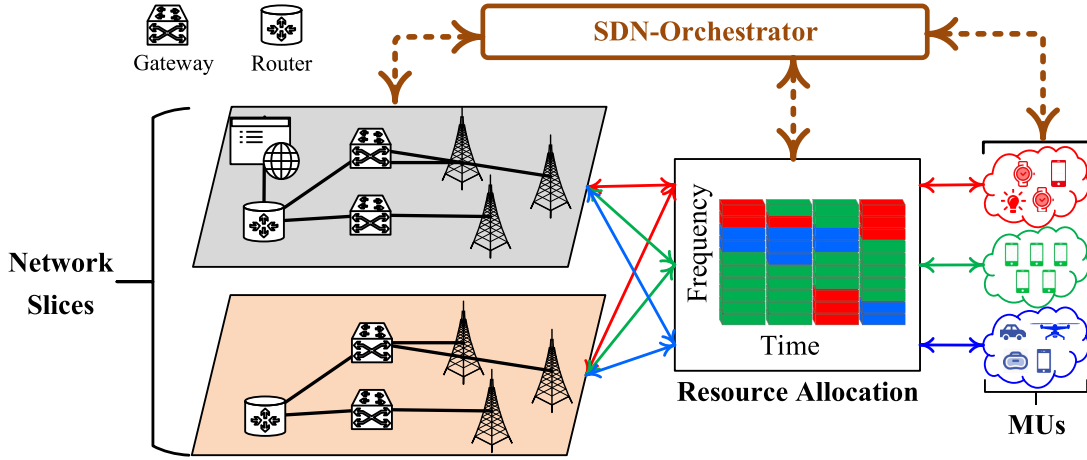 SDN-Orchestrator
Gateway
Router
Network
Slices
Frequency
Time
Resource Allocation
MUs